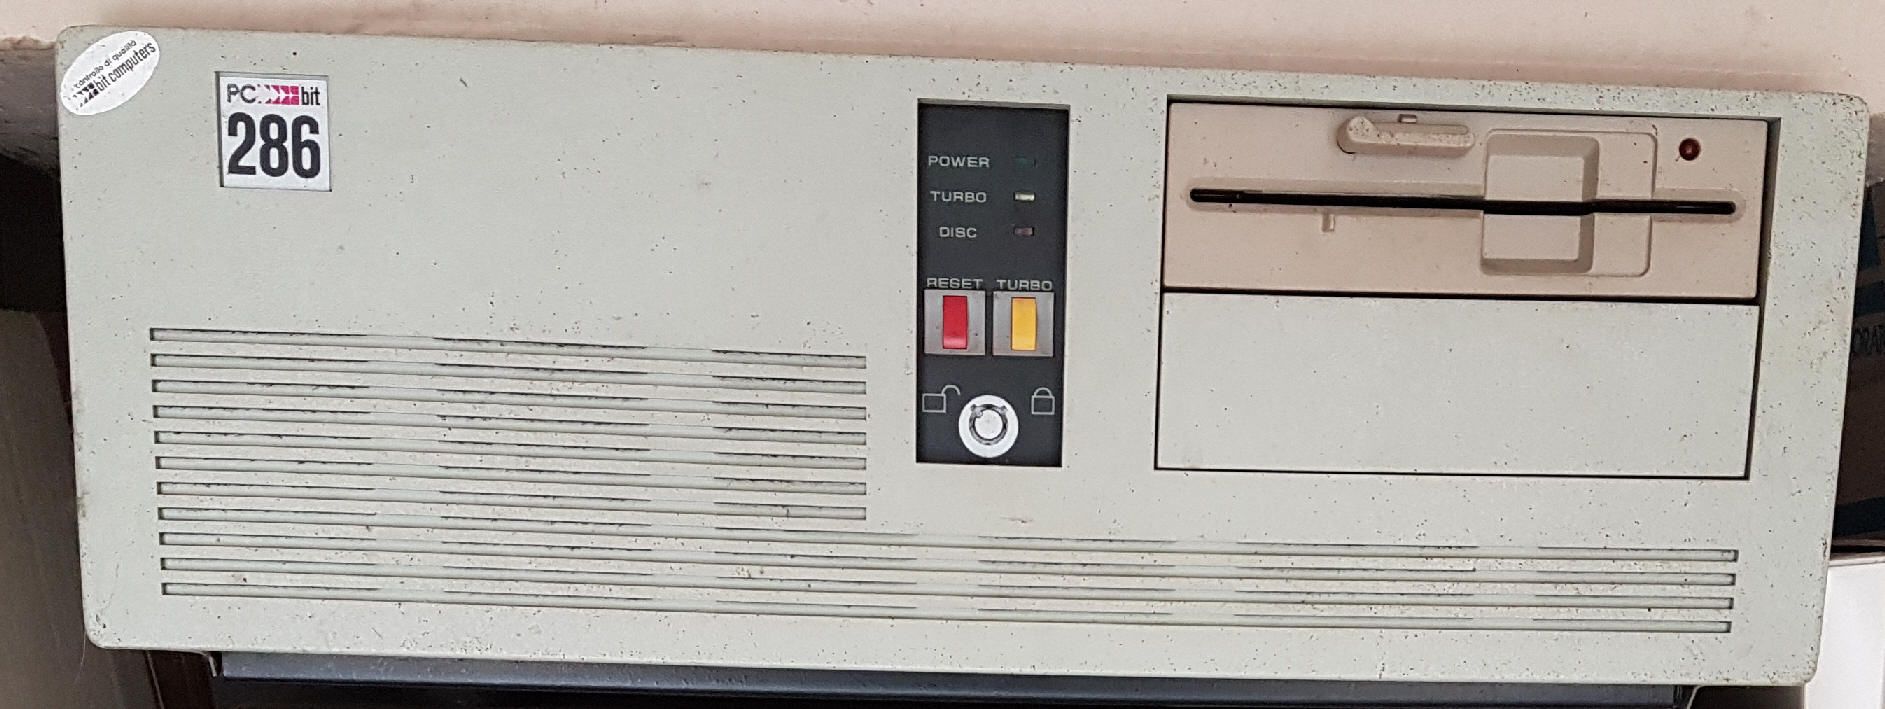 controllo di qualità
bit computers
PC bit
286
POWER
TURBO
DISC
RESET TURBO